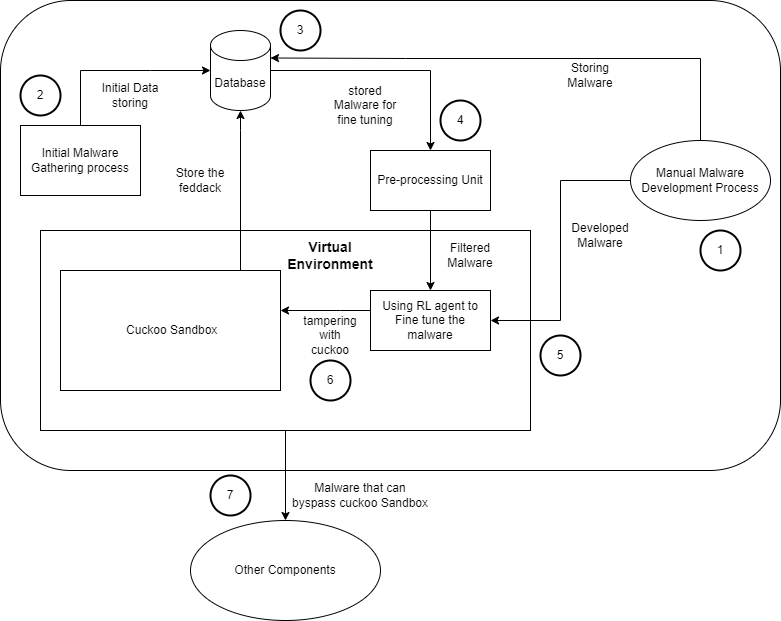 3
Storing
Malware
2
Initial Data
storing
Database
stored
Malware for
fine tuning
4
Initial Malware
Gathering process
Store the
feddack
Pre-processing Unit
Manual Malware
Development Process
Developed
Malware
1
Virtual
Environment
Filtered
Malware
Cuckoo Sandbox
tampering
with
cuckoo
Using RL agent to
Fine tune the
malware
5
6
7
Malware that can
byspass cuckoo Sandbox
Other Components